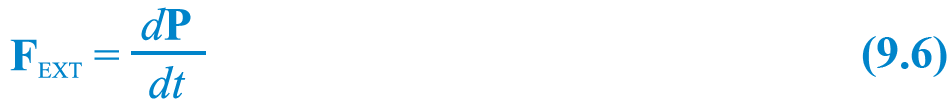 F_EXT = dP/dt (9.6)